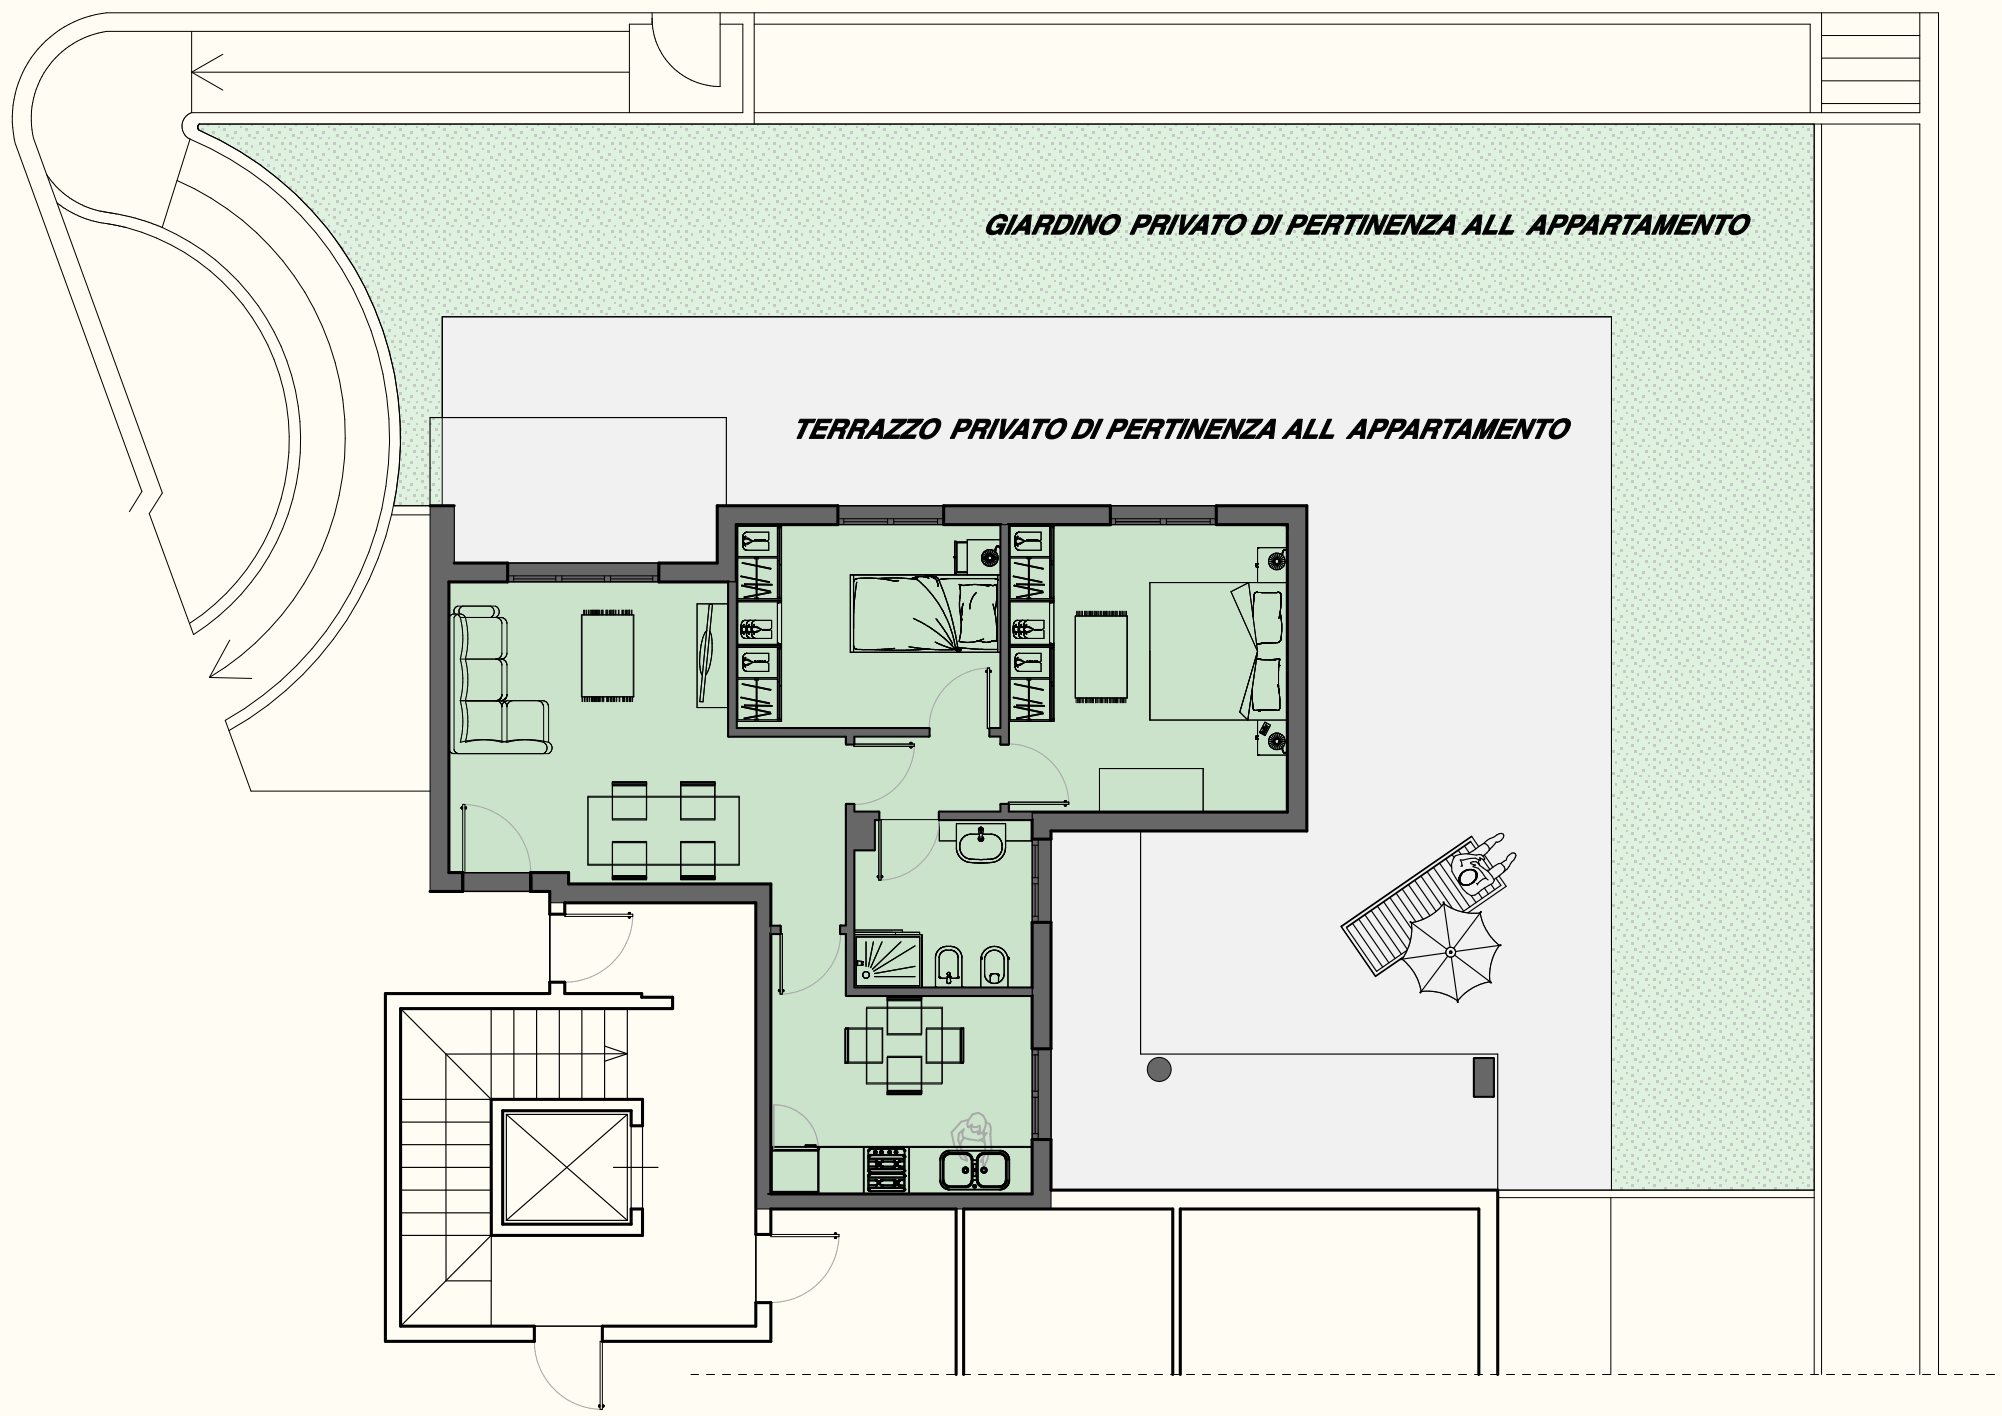 GIARDINO PRIVATO DI PERTINENZA ALL APPARTAMENTO
TERRAZZO PRIVATO DI PERTINENZA ALL APPARTAMENTO